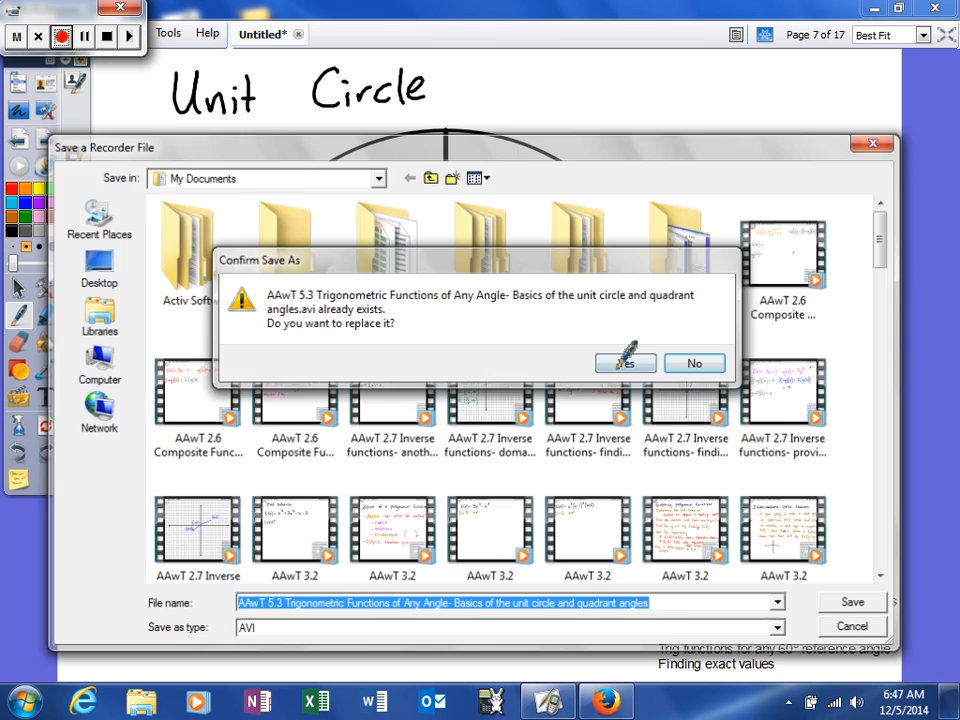 M
Tools Help Untitled* Page 7 of 17 Best Fit
Unit Circle
Save a Recorder File
Save in: My Documents
Recent Places
Desktop
Libraries
Computer
Network
Activ Soft
AAwT 2.6
Composite ...
Confirm Save As
AAwT 5.3 Trigonometric Functions of Any Angle- Basics of the unit circle and quadrant
angles.avi already exists.
Do you want to replace it?
Yes No
AAwT 2.6
Composite Func...
AAwT 2.6
Composite Fu...
AAwT 2.7 Inverse
functions- anoth...
AAwT 2.7 Inverse
functions- doma...
AAwT 2.7 Inverse
functions- findi...
AAwT 2.7 Inverse
functions- findi...
AAwT 2.7 Inverse
functions- provi...
AAwT 2.7 Inverse
AAwT 3.2
AAwT 3.2
AAwT 3.2
AAwT 3.2
AAwT 3.2
AAwT 3.2
File name: AAwT 5.3 Trigonometric Functions of Any Angle- Basics of the unit circle and quadrant angles Save
Save as type: AVI Cancel
Trig functions for any 60° reference angle
Finding exact values
6:47 AM
12/5/2014